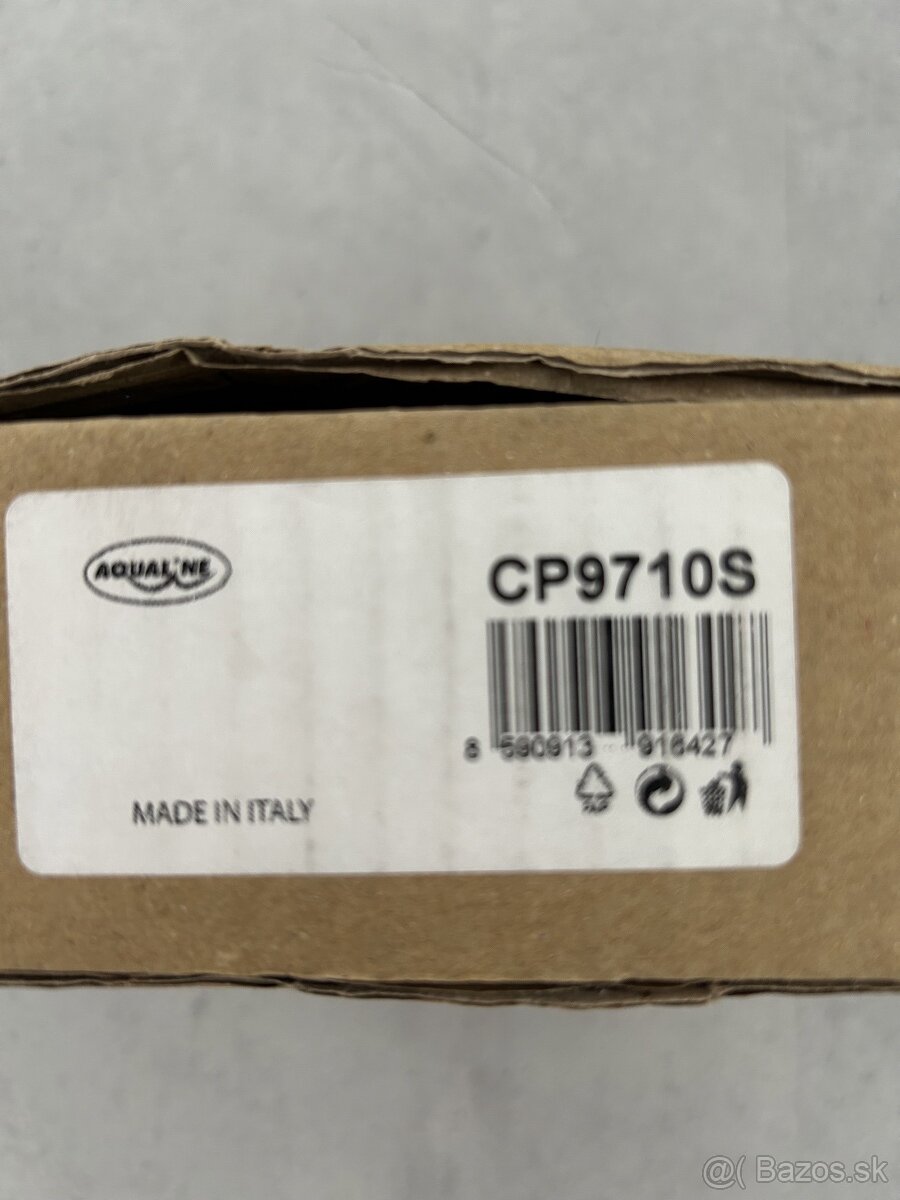 AQUALINE
CP9710S
8 590913 916427
MADE IN ITALY
@( Bazos.sk